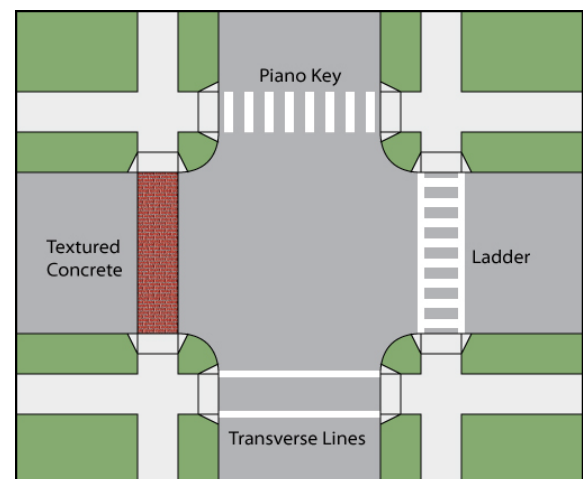 Piano Key
Textured
Concrete
Ladder
Transverse Lines